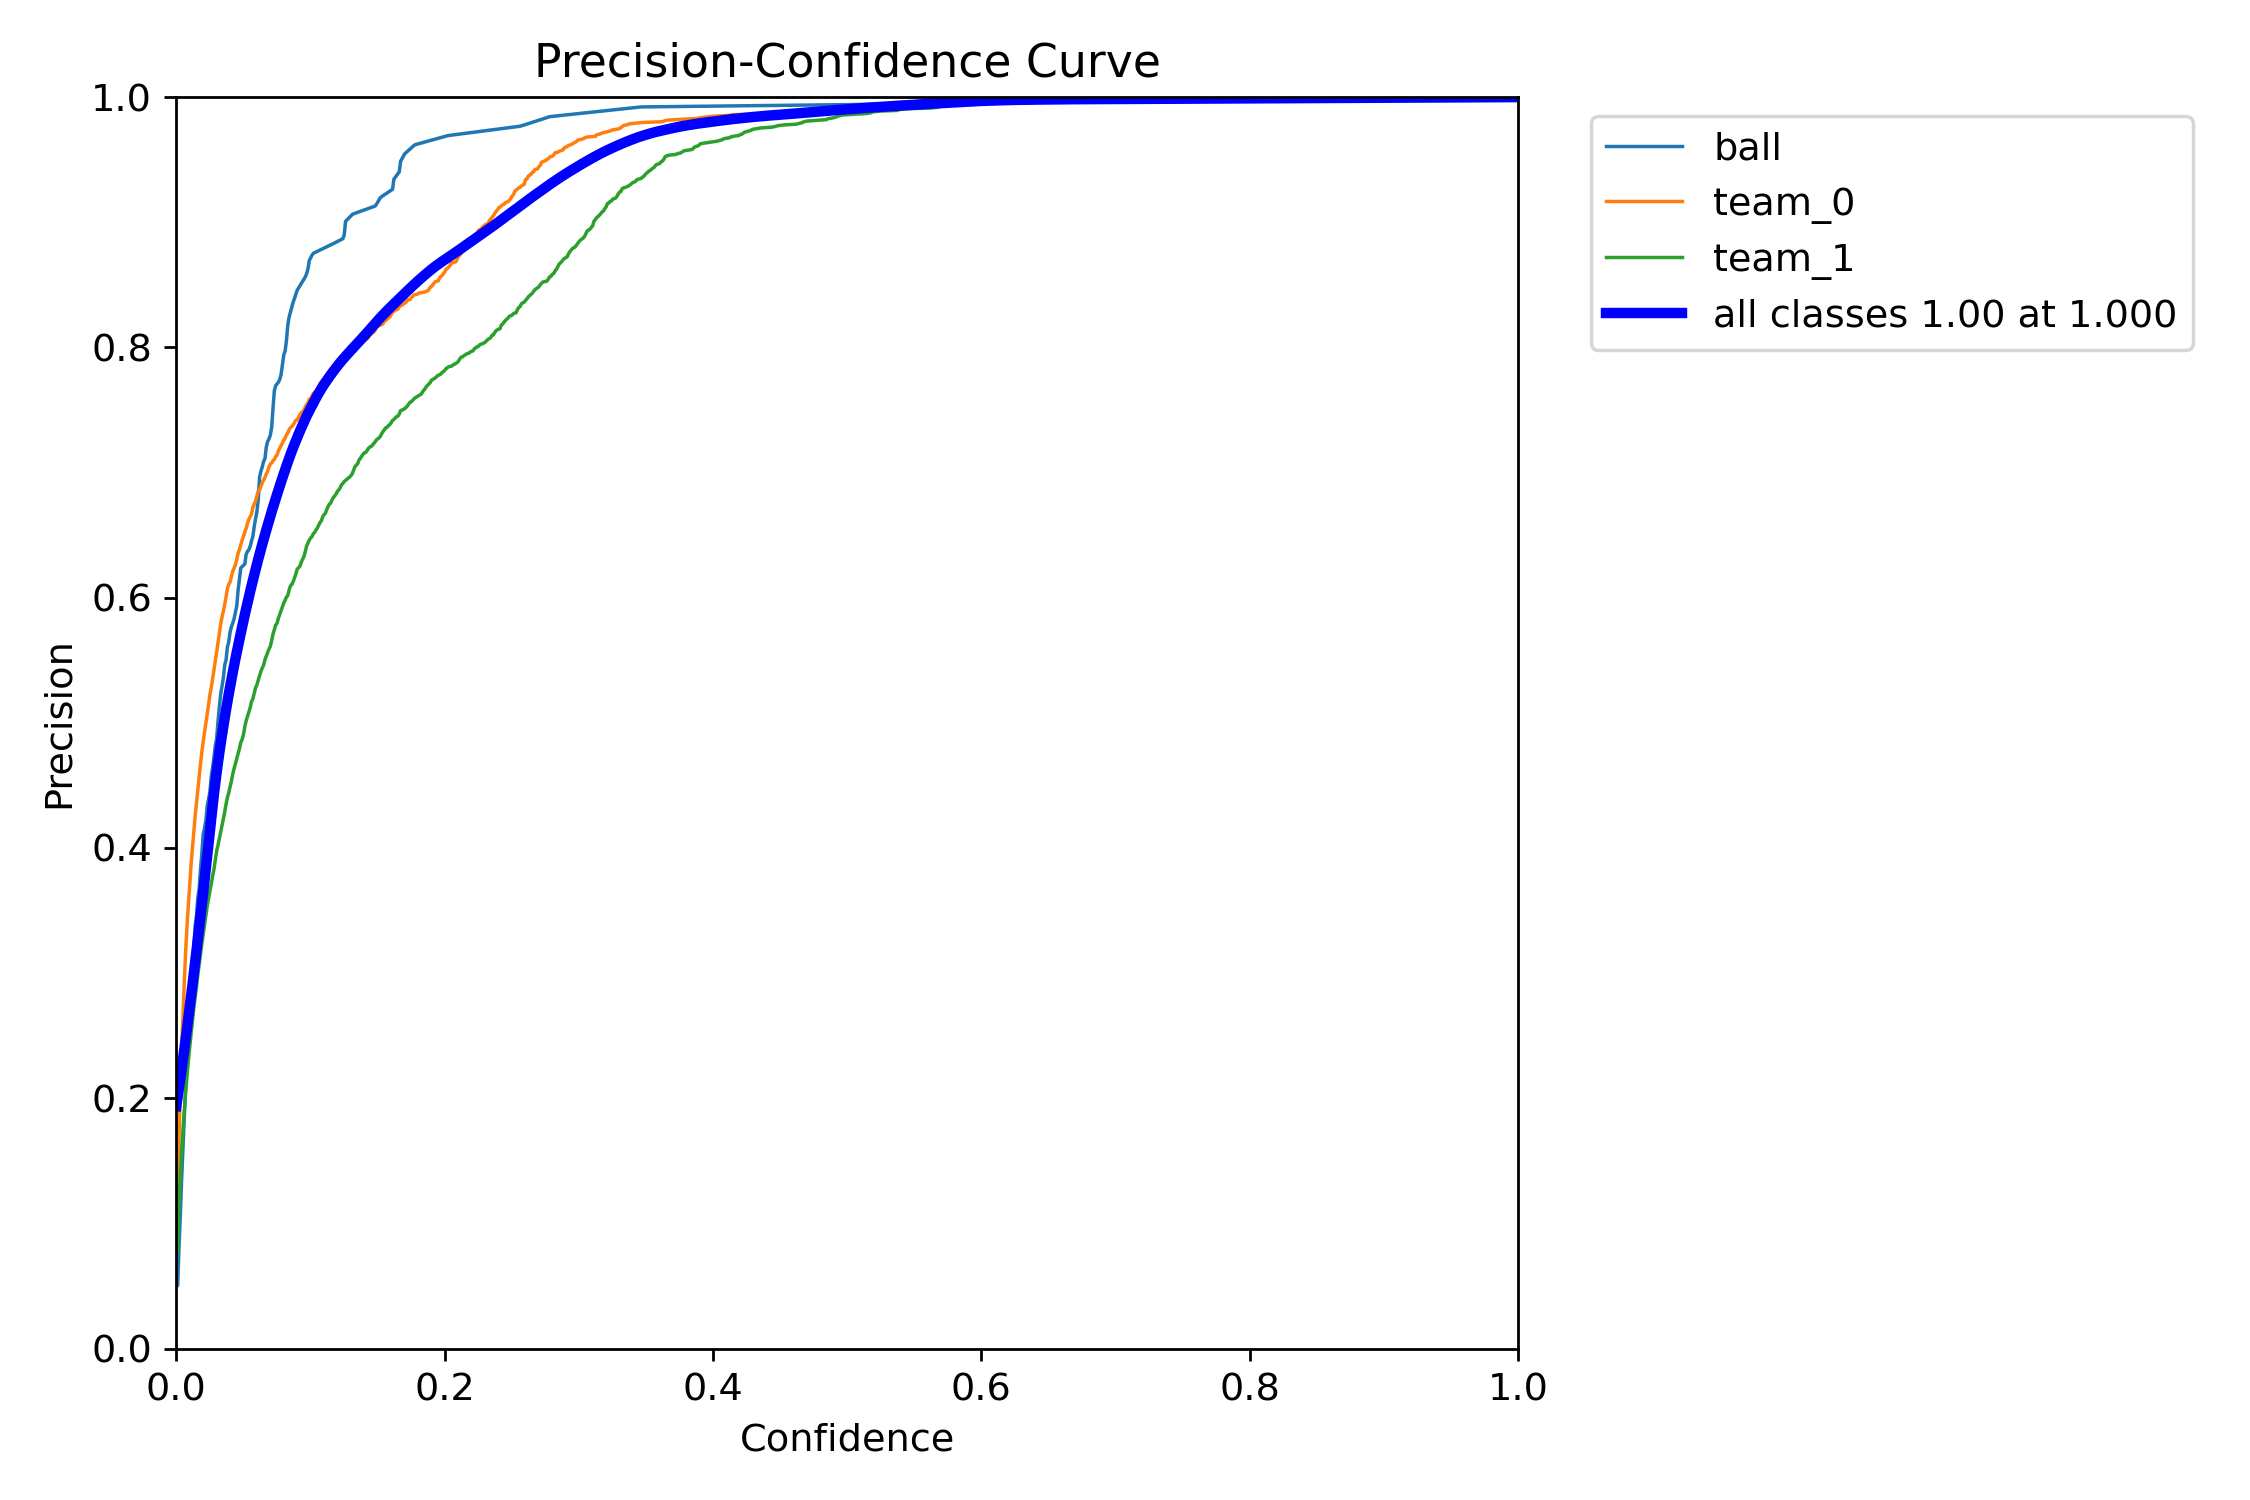 Precision-Confidence Curve
1.0
0.8
0.6
0.4
0.2
0.0
Precision
0.0 0.2 0.4 0.6 0.8 1.0
Confidence
ball
team_0
team_1
all classes 1.00 at 1.000